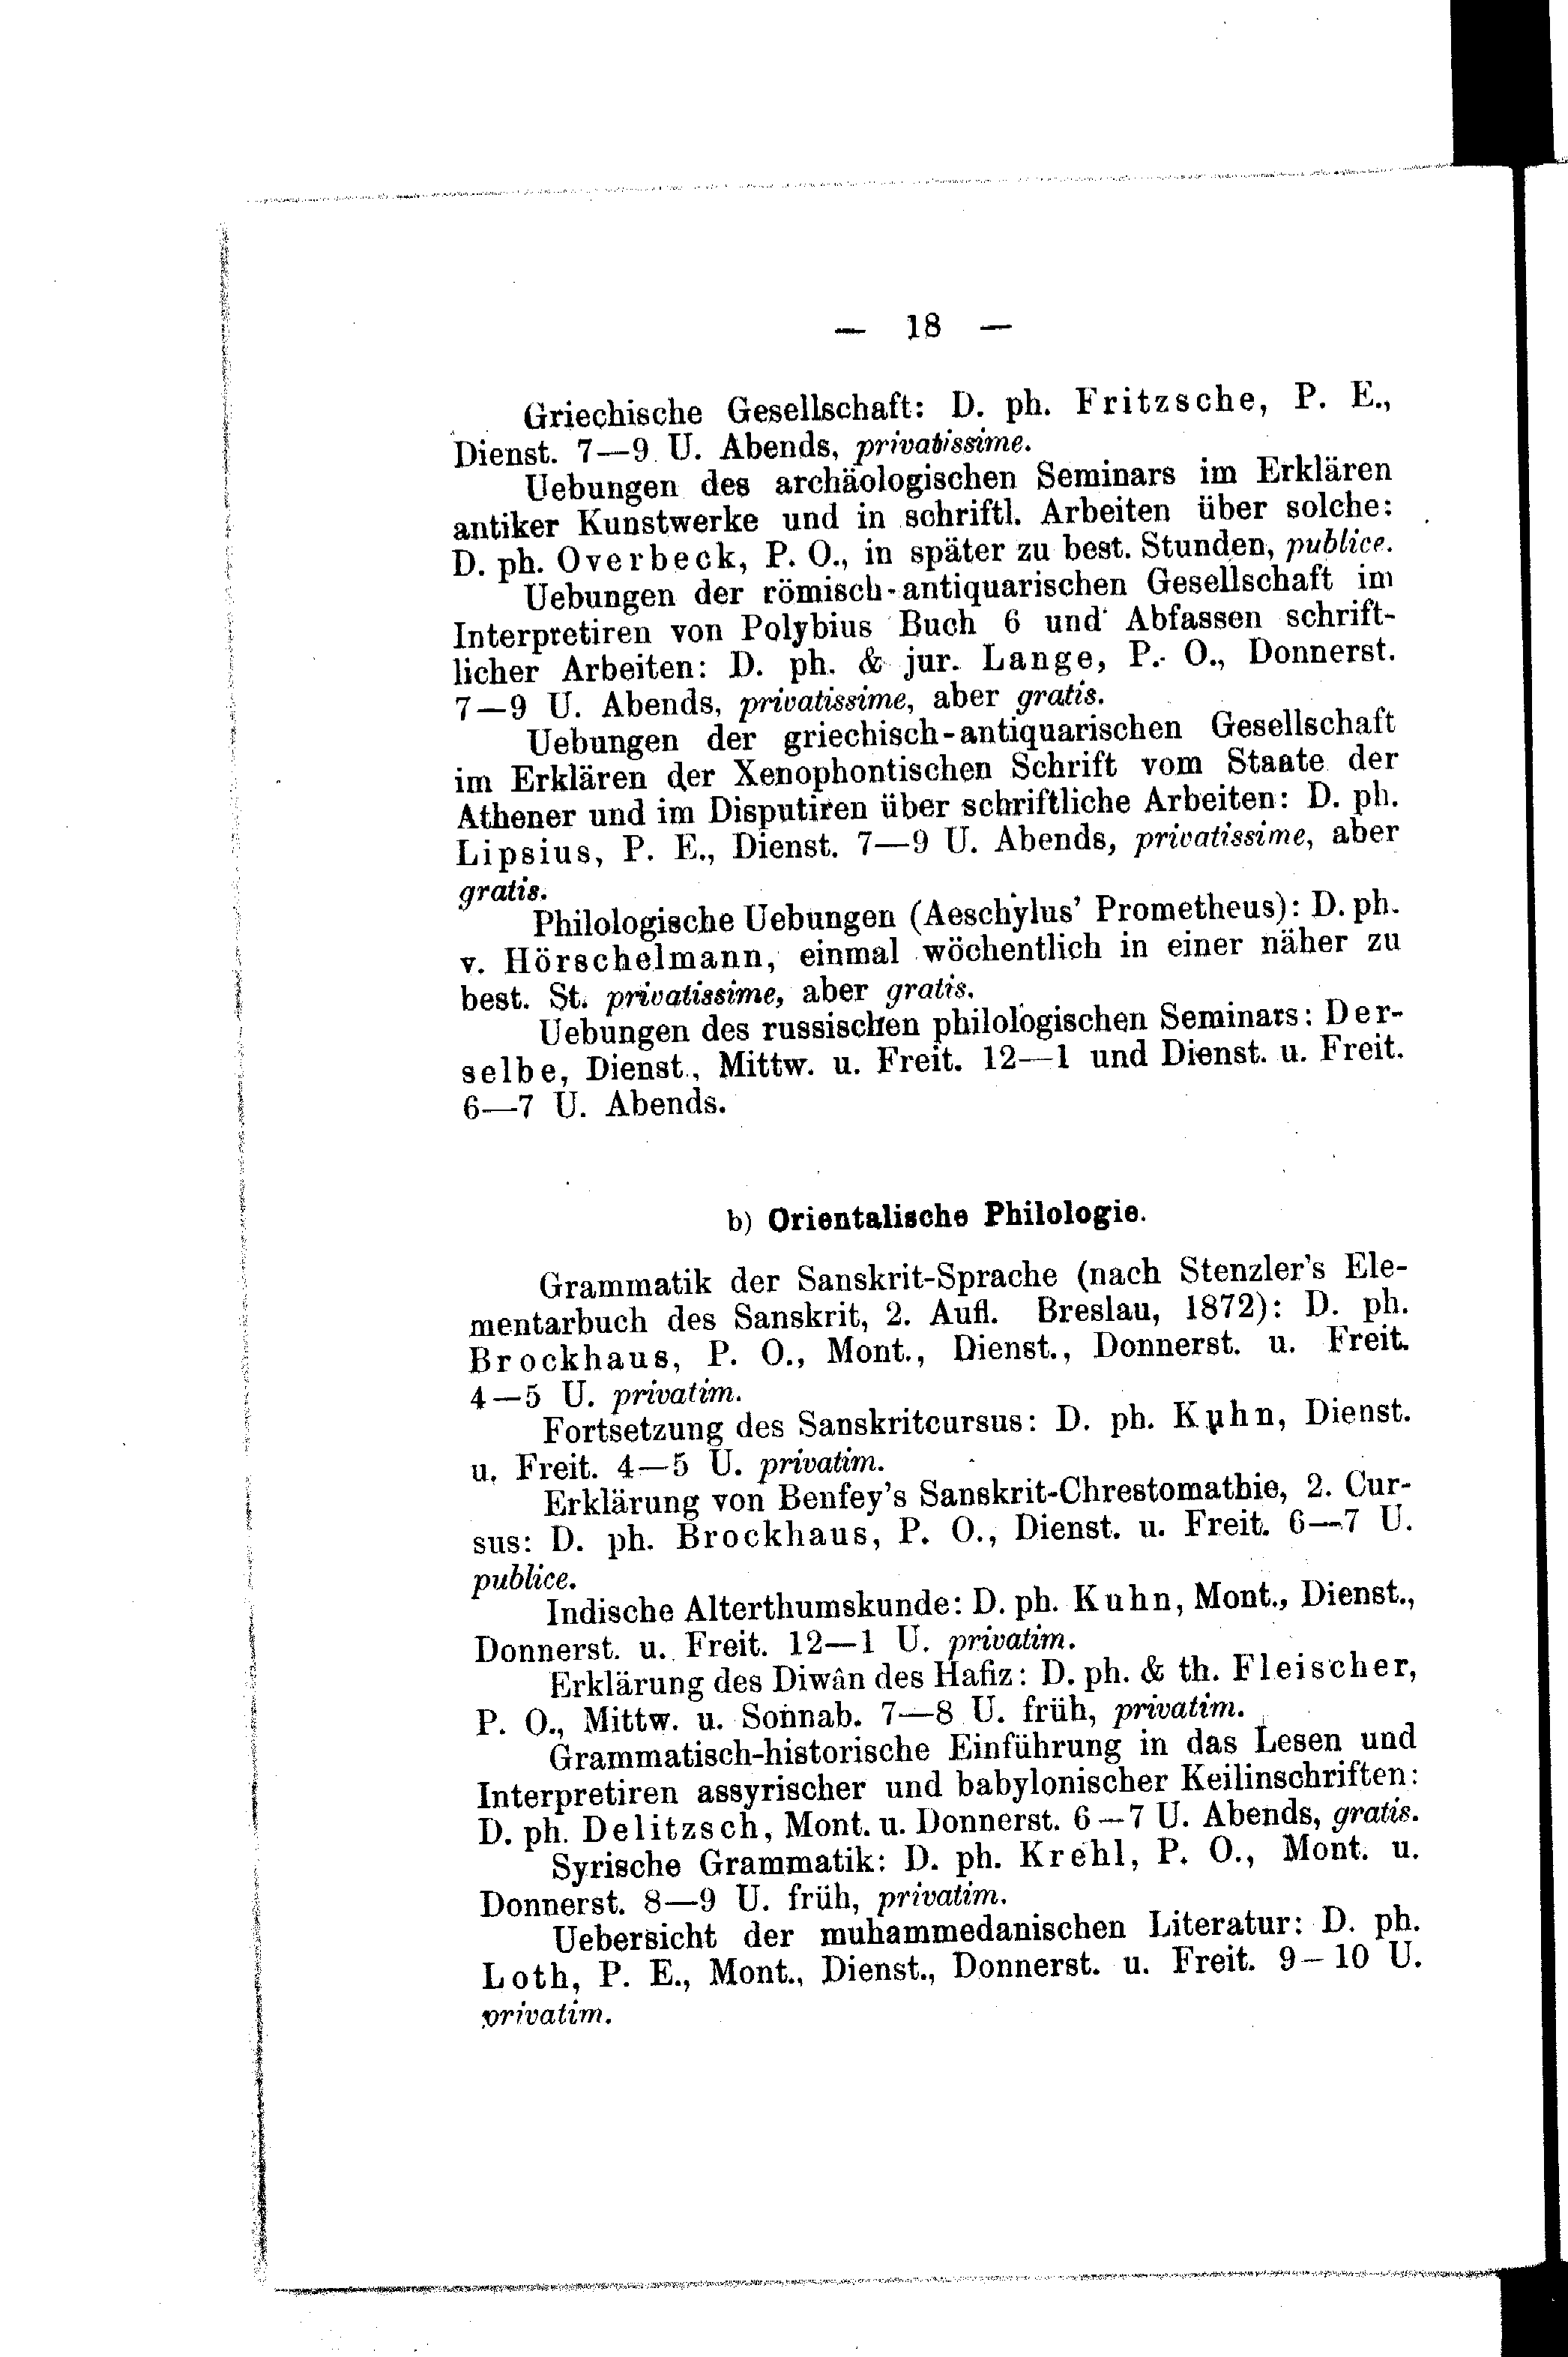 — 18 —
Griechische Gesellschaft: D. ph. Fritzsche, P. E.,
Dienst. 7—9 U. Abends, privatissime.
Uebungen des archäologischen Seminars im Erklären
antiker Kunstwerke und in schriftl. Arbeiten über solche:
D. ph. Overbeck, P. O., in später zu best. Stunden, publice.
Uebungen der römisch-antiquarischen Gesellschaft im
Interpretiren von Polybius Buch 6 und Abfassen schrift-
licher Arbeiten: D. ph. & jur. Lange, P. O., Donnerst.
7—9 U. Abends, privatissime, aber gratis.
Uebungen der griechisch-antiquarischen Gesellschaft
im Erklären der Xenophontischen Schrift vom Staate der
Athener und im Disputiren über schriftliche Arbeiten: D. ph.
Lipsius, P. E., Dienst. 7—9 U. Abends, privatissime, aber
gratis.
Philologische Uebungen (Aeschylus' Prometheus): D. ph.
v. Hörschelmann, einmal wöchentlich in einer näher zu
best. St. privatissime, aber gratis.
Uebungen des russischen philologischen Seminars: Der-
selbe, Dienst., Mittw. u. Freit. 12—1 und Dienst. u. Freit.
6—7 U. Abends.
b) Orientalische Philologie.
Grammatik der Sanskrit-Sprache (nach Stenzler's Ele-
mentarbuch des Sanskrit, 2. Aufl. Breslau, 1872): D. ph.
Brockhaus, P. O., Mont., Dienst., Donnerst. u. Freit.
4—5 U. privatim.
Fortsetzung des Sanskritcursus: D. ph. Kuhn, Dienst.
u. Freit. 4—5 U. privatim.
Erklärung von Benfey's Sanskrit-Chrestomathie, 2. Cur-
sus: D. ph. Brockhaus, P. O., Dienst. u. Freit. 6—7 U.
publice.
Indische Alterthumskunde: D. ph. Kuhn, Mont., Dienst.,
Donnerst. u. Freit. 12—1 U. privatim.
Erklärung des Diwân des Hafiz: D. ph. & th. Fleischer,
P. O., Mittw. u. Sonnab. 7—8 U. früh, privatim.
Grammatisch-historische Einführung in das Lesen und
Interpretiren assyrischer und babylonischer Keilinschriften:
D. ph. Delitzsch, Mont. u. Donnerst. 6—7 U. Abends, gratis.
Syrische Grammatik: D. ph. Krehl, P. O., Mont. u.
Donnerst. 8—9 U. früh, privatim.
Uebersicht der muhammedanischen Literatur: D. ph.
Loth, P. E., Mont., Dienst., Donnerst. u. Freit. 9—10 U.
privatim.